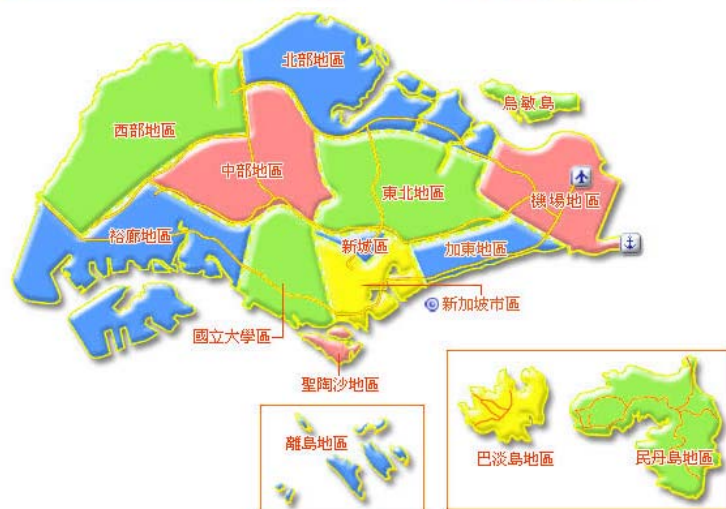 北部地區
烏敏島
西部地區
中部地區
東北地區
機場地區
裕廊地區
新城區
加東地區
新加坡市區
國立大學區
聖陶沙地區
離島地區
巴淡島地區
民丹島地區